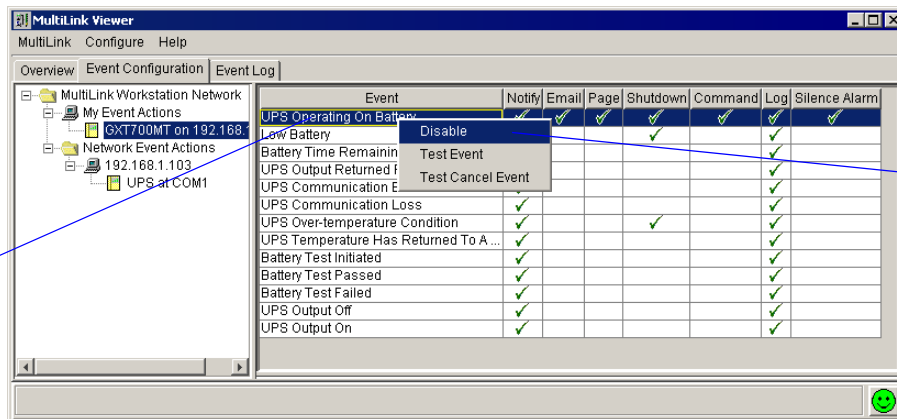 MultiLink Viewer
MultiLink Configure Help
Overview Event Configuration Event Log
MultiLink Workstation Network
My Event Actions
GXT700MT on 192.168.
Network Event Actions
192.168.1.103
UPS at COM1
Event Notify Email Page Shutdown Command Log Silence Alarm
UPS Operating On Battery
Low Battery
Battery Time Remainin
UPS Output Returned
UPS Communication
UPS Communication Loss
UPS Over-temperature Condition
UPS Temperature Has Returned To A ...
Battery Test Initiated
Battery Test Passed
Battery Test Failed
UPS Output Off
UPS Output On
Disable
Test Event
Test Cancel Event